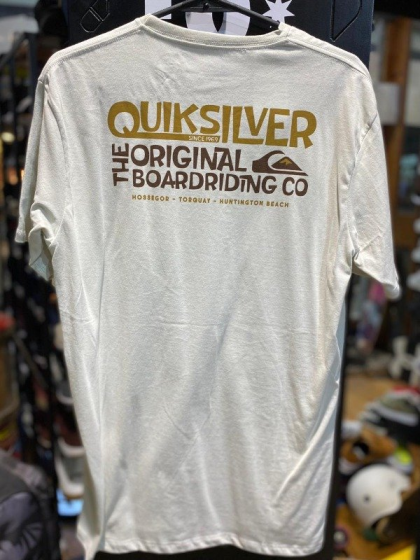 QUIKSILVER
SINCE 1969
THE ORIGINAL
BOARDRIDING CO
HOSSEGOR - TORQUAY - HUNTINGTON BEACH